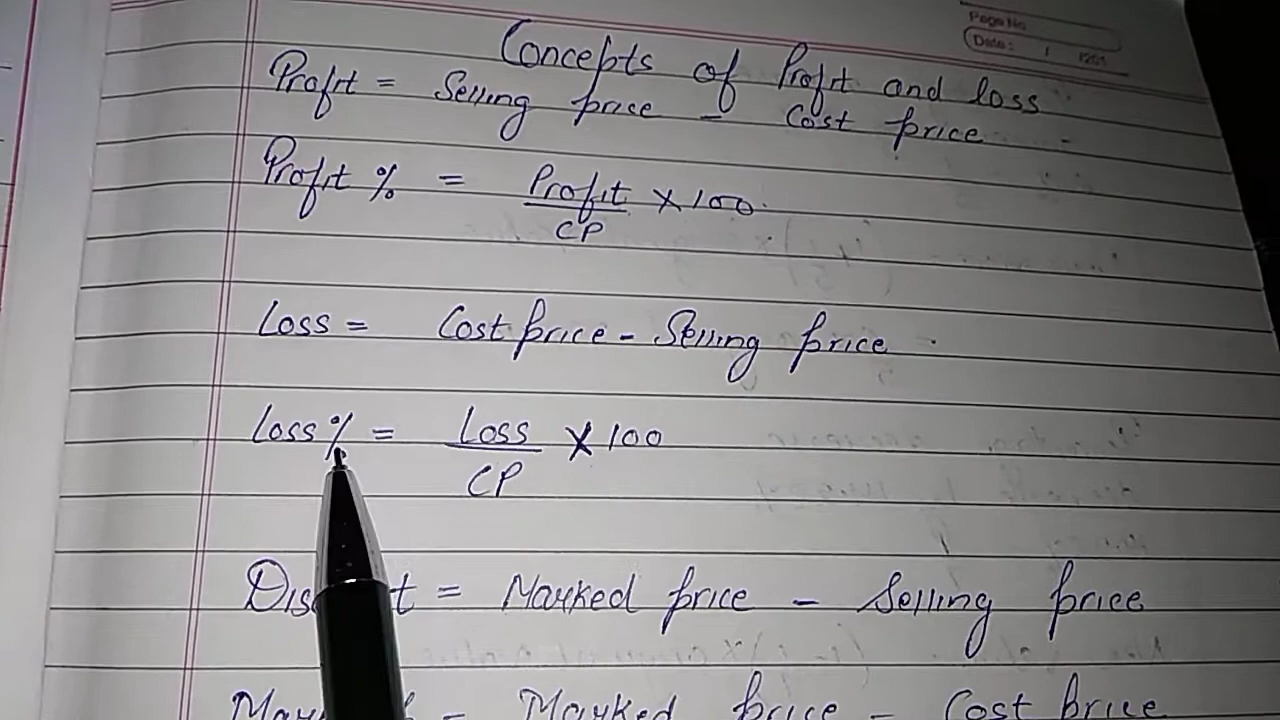 Page No.
Date: / /201
Concepts of Profit and loss
Profit = Selling price - Cost price
Profit % = Profit/CP × 100
Loss = Cost price - Selling price
Loss % = Loss/CP × 100
= Marked price - Selling price
= Marked price - Cost price